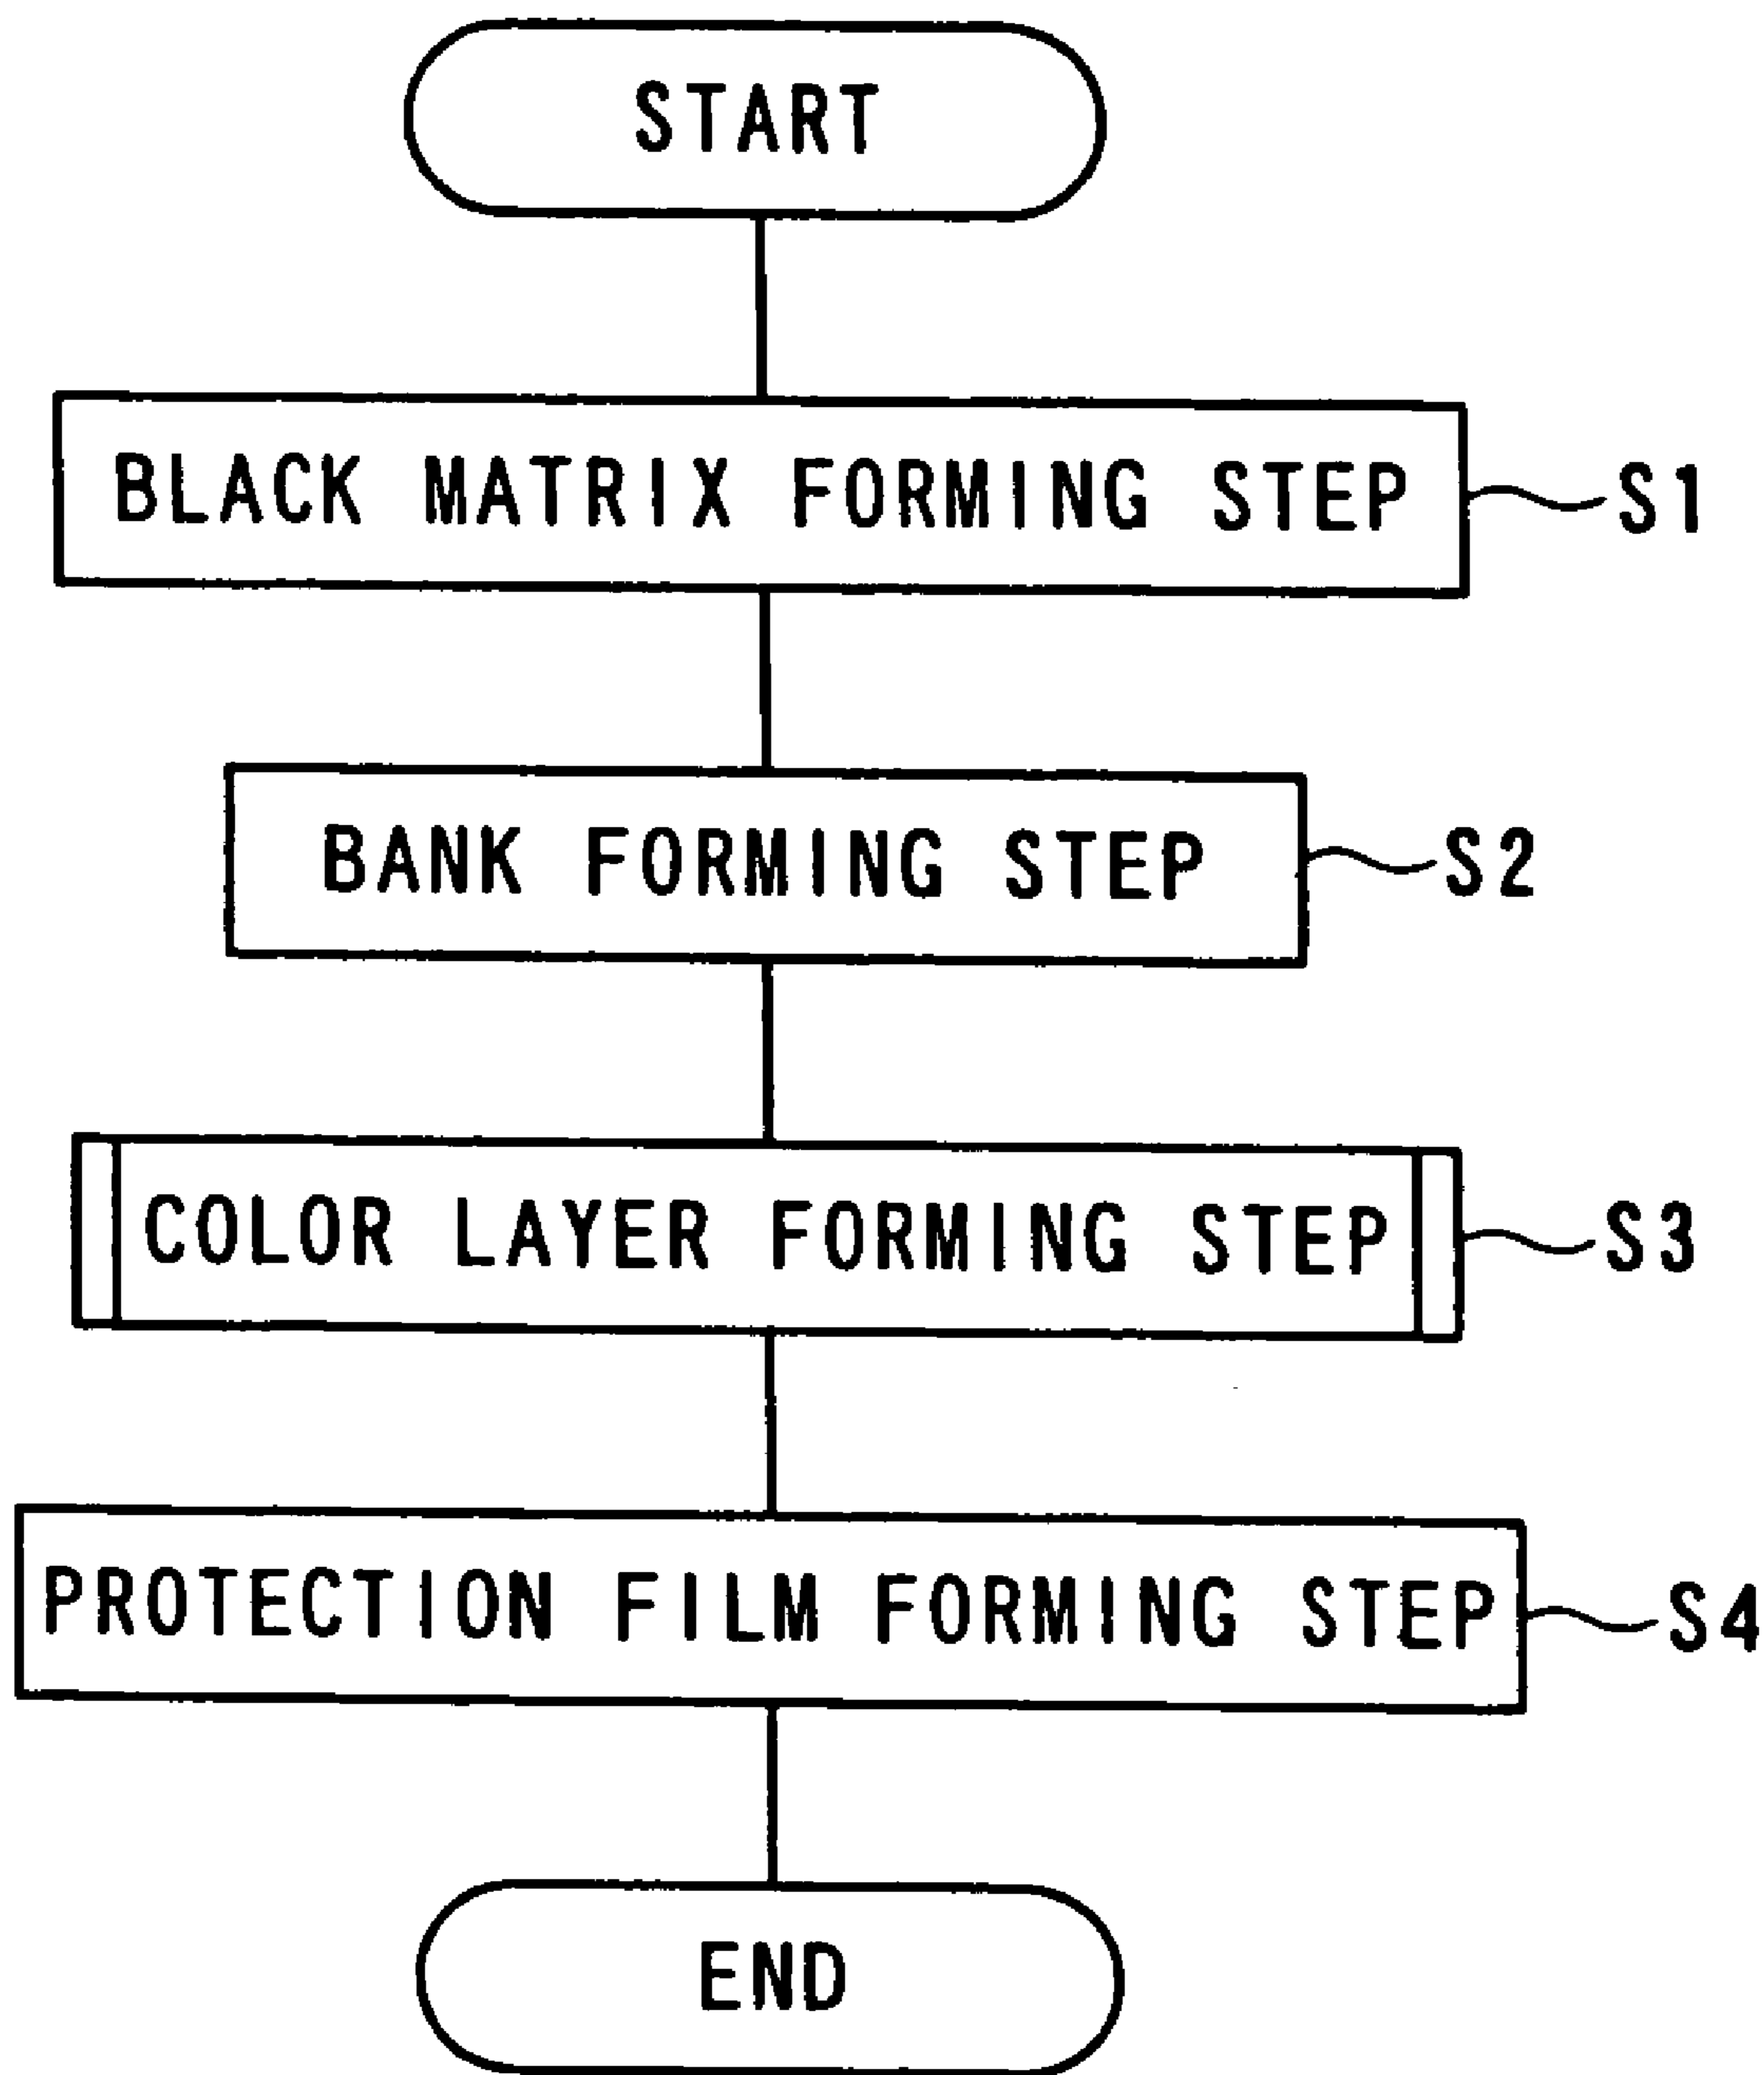 START
BLACK MATRIX FORMING STEP S1
BANK FORMING STEP S2
COLOR LAYER FORMING STEP S3
PROTECTION FILM FORMING STEP S4
END